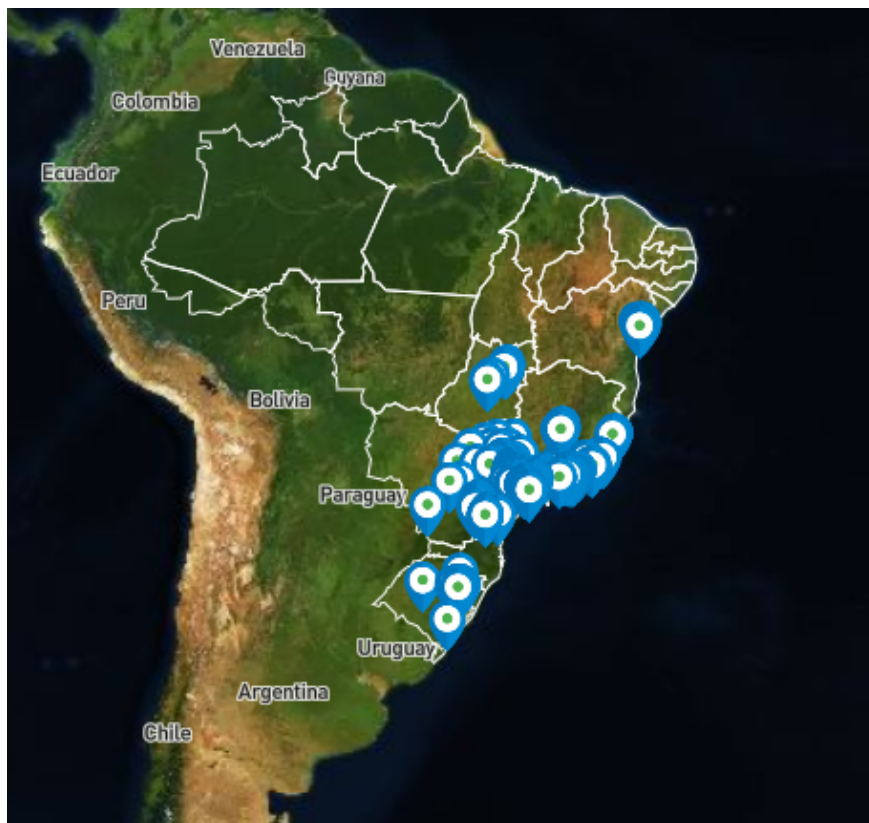 Venezuela
Guyana
Colombia
Ecuador
Peru
Bolivia
Paraguay
Uruguay
Argentina
Chile